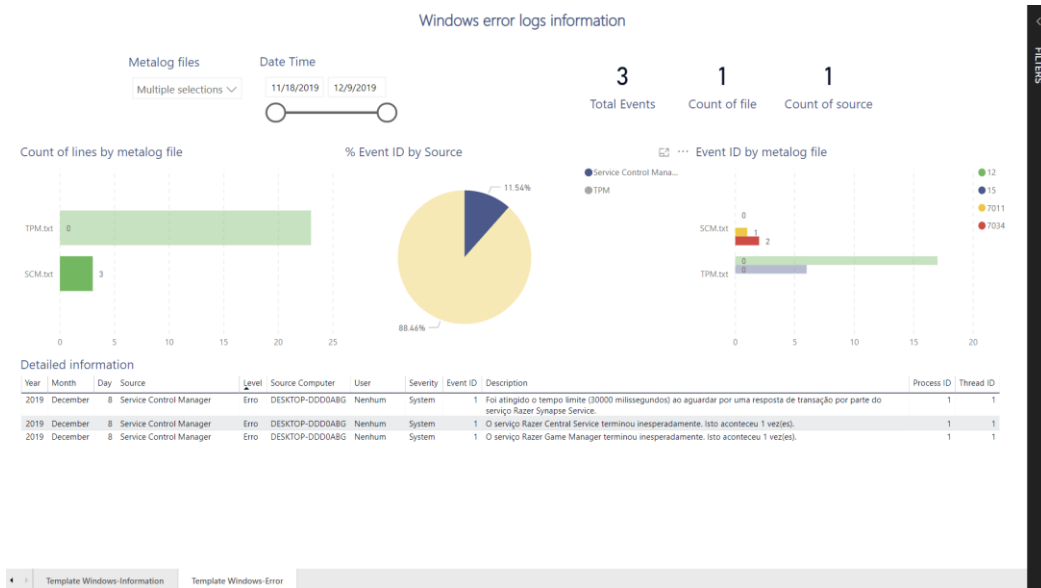 Windows error logs information
FILTERS
Metalog files
Date Time
Multiple selections
11/18/2019 12/9/2019
3 1 1
Total Events Count of file Count of source
Count of lines by metalog file
TPM.txt 0
SCM.txt 3
0 5 10 15 20 25
% Event ID by Source
11.54%
88.46%
Service Control Mana...
TPM
Event ID by metalog file
12
15
7011
7034
0
SCM.txt 1
2
0
TPM.txt 0
0 5 10 15 20
Detailed information
Year Month Day Source Level Source Computer User Severity Event ID Description Process ID Thread ID
2019 December 8 Service Control Manager Erro DESKTOP-DDD0ABG Nenhum System 1 Foi atingido o tempo limite (30000 milissegundos) ao aguardar por uma resposta de transação por parte do 1 1
serviço Razer Synapse Service.
2019 December 8 Service Control Manager Erro DESKTOP-DDD0ABG Nenhum System 1 O serviço Razer Central Service terminou inesperadamente. Isto aconteceu 1 vez(es). 1 1
2019 December 8 Service Control Manager Erro DESKTOP-DDD0ABG Nenhum System 1 O serviço Razer Game Manager terminou inesperadamente. Isto aconteceu 1 vez(es). 1 1
Template Windows-Information Template Windows-Error